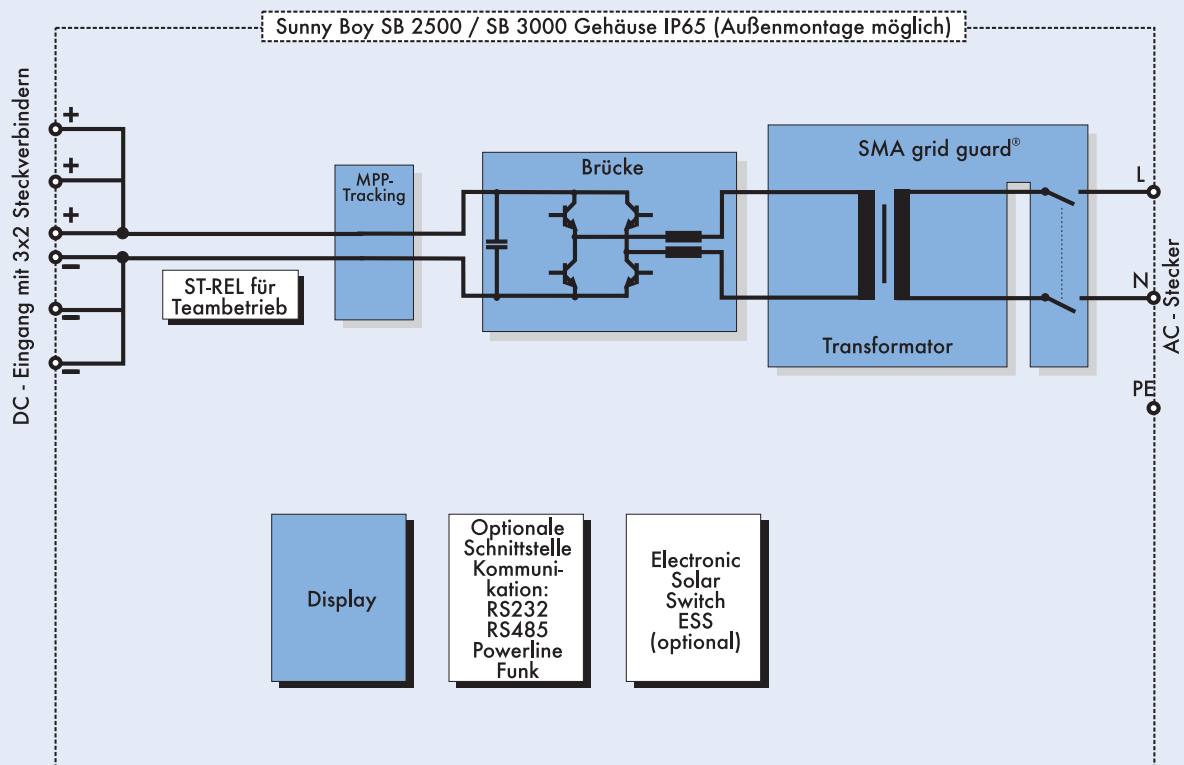 Sunny Boy SB 2500 / SB 3000 Gehäuse IP65 (Außenmontage möglich)
DC - Eingang mit 3x2 Steckverbindern
+
+
+
–
–
–
ST-REL für
Teambetrieb
MPP-
Tracking
Brücke
SMA grid guard®
Transformator
L
N
PE
AC - Stecker
Display
Optionale
Schnittstelle
Kommuni-
kation:
RS232
RS485
Powerline
Funk
Electronic
Solar
Switch
ESS
(optional)